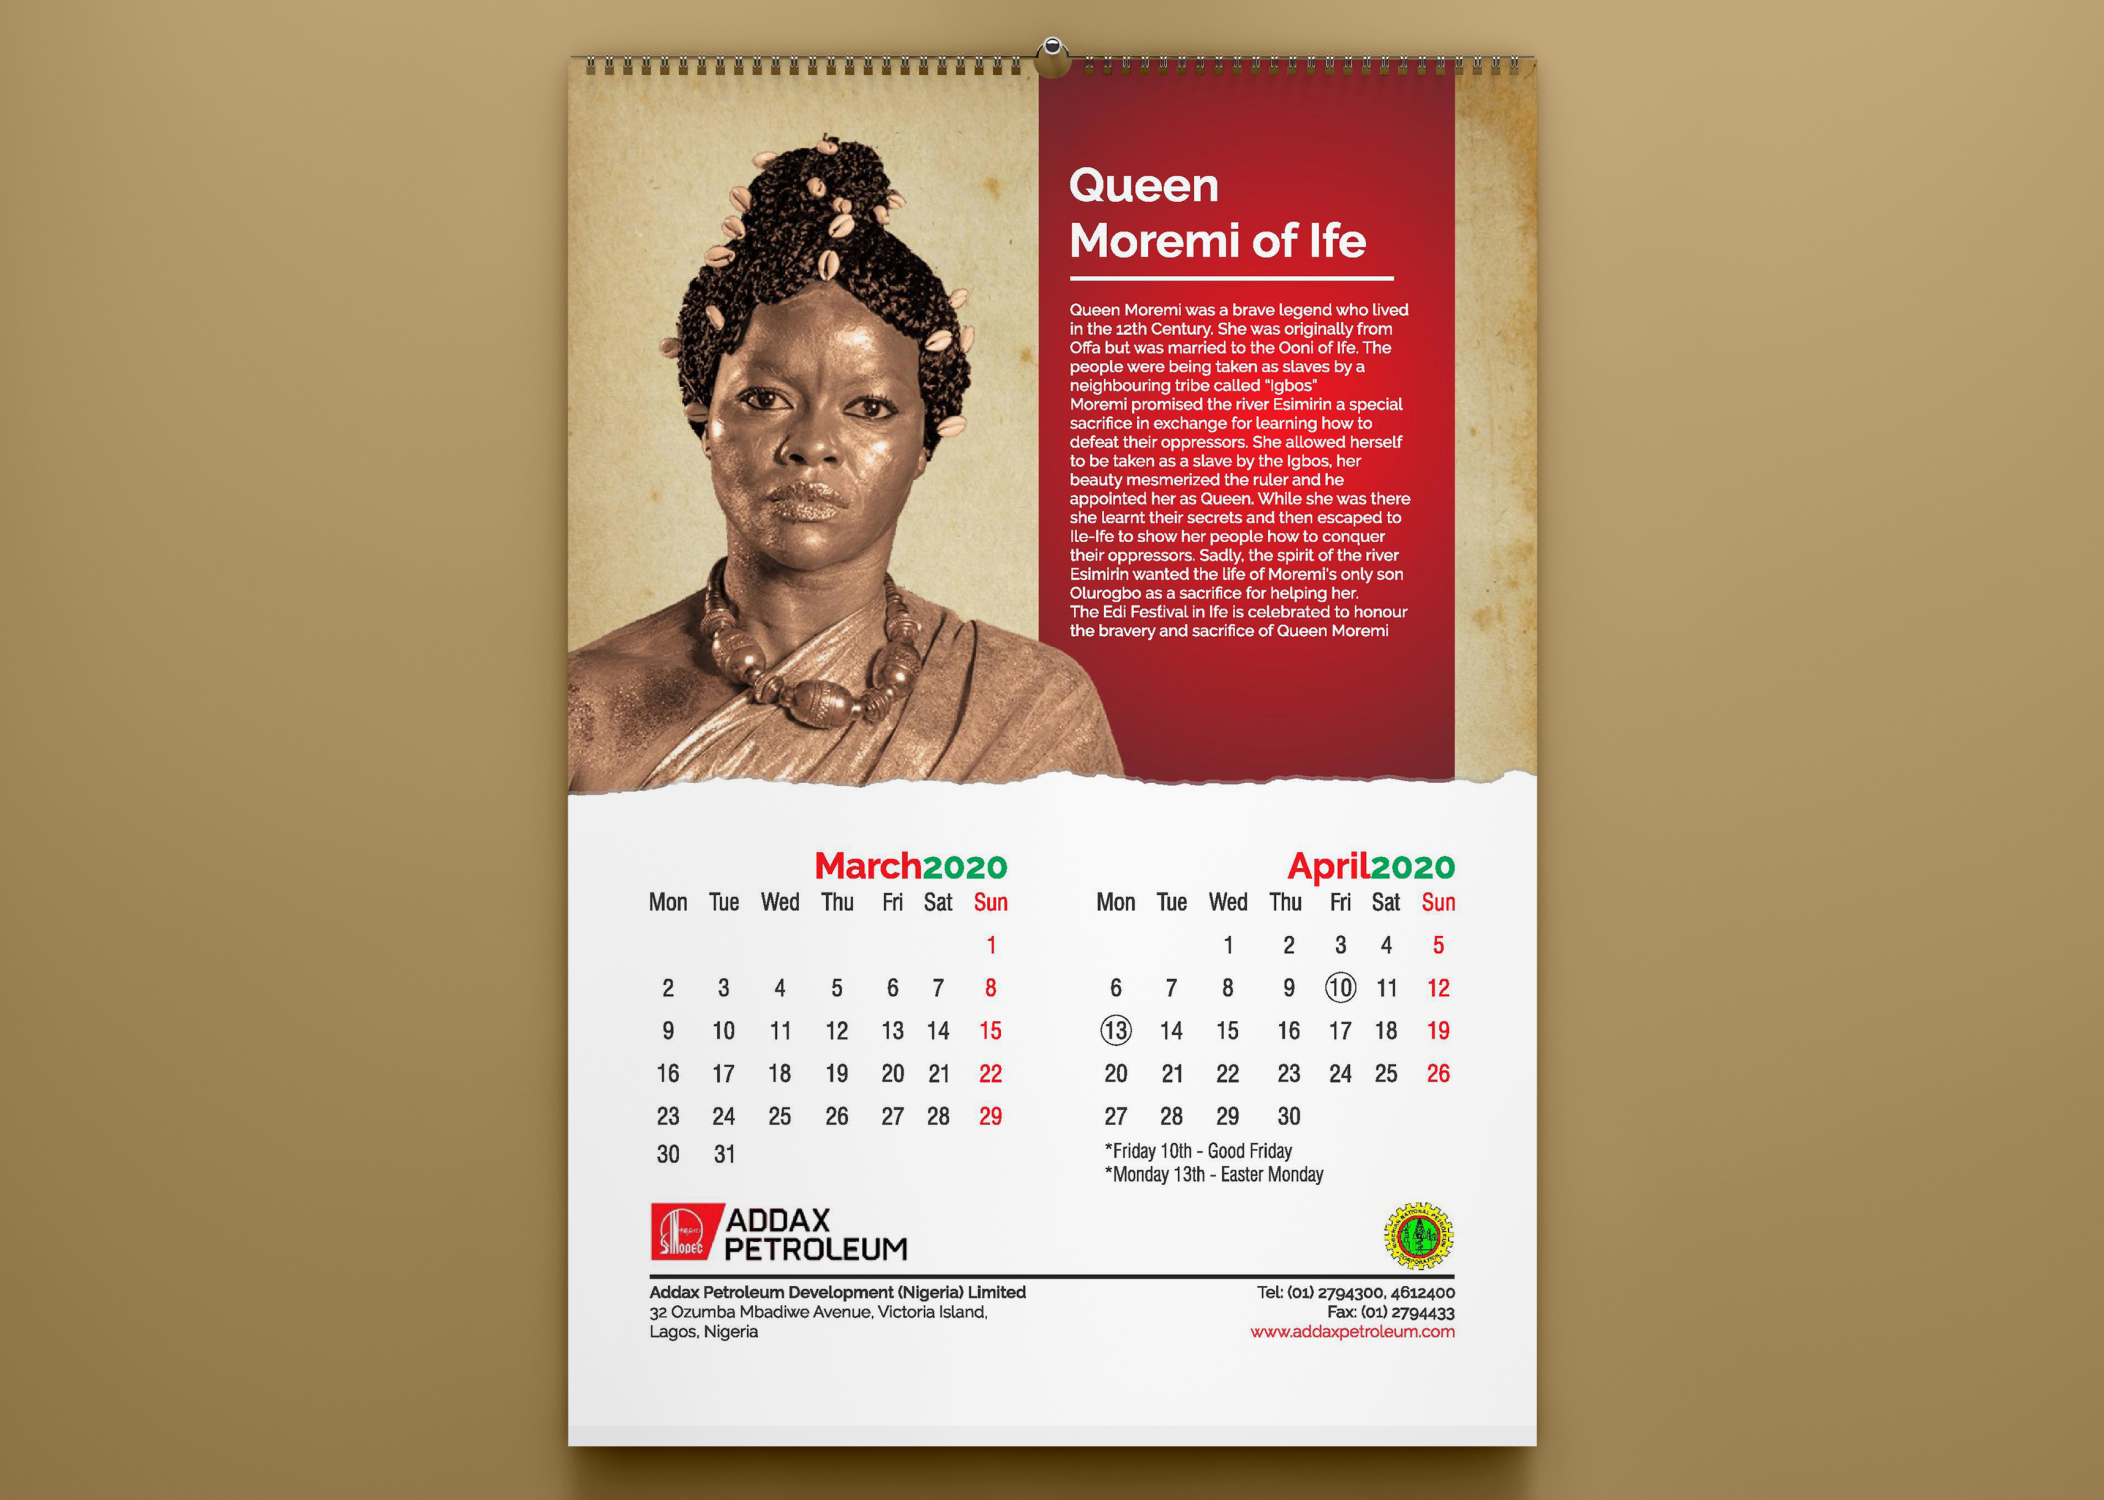 Queen
Moremi of Ife
Queen Moremi was a brave legend who lived
in the 12th Century. She was originally from
Offa but was married to the Ooni of Ife. The
people were being taken as slaves by a
neighbouring tribe called "Igbos"
Moremi promised the river Esimirin a special
sacrifice in exchange for learning how to
defeat their oppressors. She allowed herself
to be taken as a slave by the Igbos, her
beauty mesmerized the ruler and he
appointed her as Queen. While she was there
she learnt their secrets and then escaped to
Ile-Ife to show her people how to conquer
their oppressors. Sadly, the spirit of the river
Esimirin wanted the life of Moremi's only son
Olurogbo as a sacrifice for helping her.
The Edi Festival in Ife is celebrated to honour
the bravery and sacrifice of Queen Moremi
March2020
Mon Tue Wed Thu Fri Sat Sun
1
2 3 4 5 6 7 8
9 10 11 12 13 14 15
16 17 18 19 20 21 22
23 24 25 26 27 28 29
30 31
April2020
Mon Tue Wed Thu Fri Sat Sun
1 2 3 4 5
6 7 8 9 10 11 12
13 14 15 16 17 18 19
20 21 22 23 24 25 26
27 28 29 30
*Friday 10th - Good Friday
*Monday 13th - Easter Monday
SINOPEC
ADDAX
PETROLEUM
NIGERIAN NATIONAL PETROLEUM
CORPORATION
Addax Petroleum Development (Nigeria) Limited
32 Ozumba Mbadiwe Avenue, Victoria Island,
Lagos, Nigeria
Tel: (01) 2794300, 4612400
Fax: (01) 2794433
www.addaxpetroleum.com